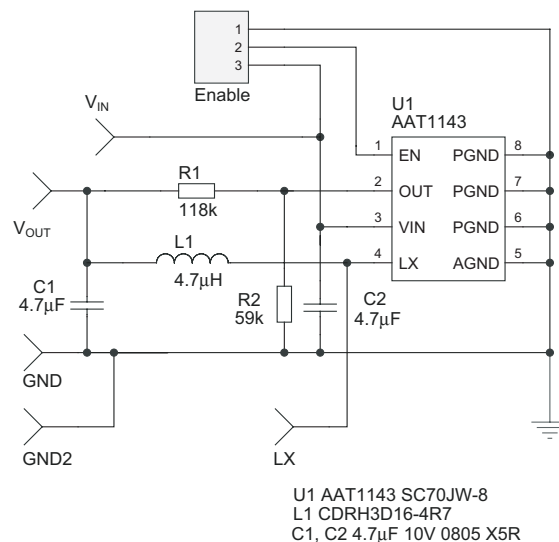 1
2
3
Enable
V_IN
U1
AAT1143
1 EN PGND 8
2 OUT PGND 7
3 VIN PGND 6
4 LX AGND 5
R1
118k
V_OUT
L1
4.7μH
C1
4.7μF
R2
59k
C2
4.7μF
GND
GND2
LX
U1 AAT1143 SC70JW-8
L1 CDRH3D16-4R7
C1, C2 4.7μF 10V 0805 X5R